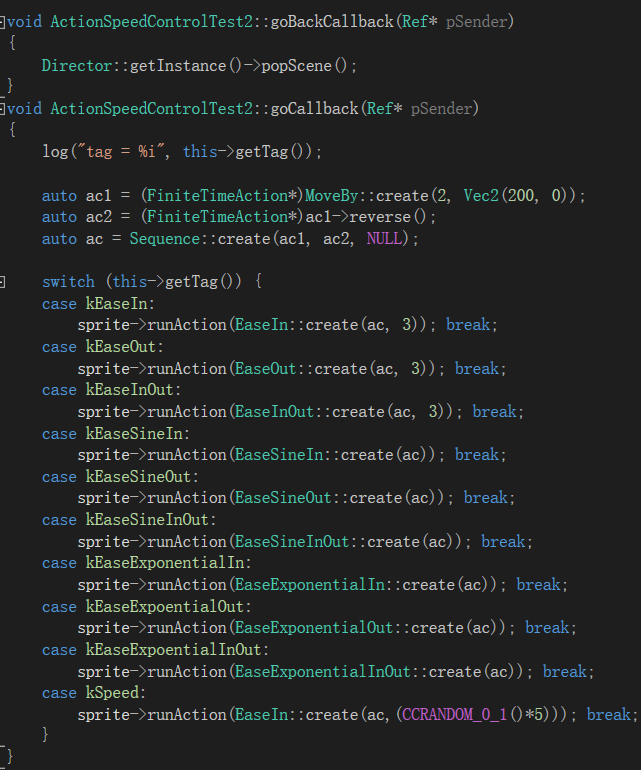 void ActionSpeedControlTest2::goBackCallback(Ref* pSender)
{
    Director::getInstance()->popScene();
}
void ActionSpeedControlTest2::goCallback(Ref* pSender)
{
    log("tag = %i", this->getTag());

    auto ac1 = (FiniteTimeAction*)MoveBy::create(2, Vec2(200, 0));
    auto ac2 = (FiniteTimeAction*)ac1->reverse();
    auto ac = Sequence::create(ac1, ac2, NULL);

    switch (this->getTag()) {
    case kEaseIn:
        sprite->runAction(EaseIn::create(ac, 3)); break;
    case kEaseOut:
        sprite->runAction(EaseOut::create(ac, 3)); break;
    case kEaseInOut:
        sprite->runAction(EaseInOut::create(ac, 3)); break;
    case kEaseSineIn:
        sprite->runAction(EaseSineIn::create(ac)); break;
    case kEaseSineOut:
        sprite->runAction(EaseSineOut::create(ac)); break;
    case kEaseSineInOut:
        sprite->runAction(EaseSineInOut::create(ac)); break;
    case kEaseExponentialIn:
        sprite->runAction(EaseExponentialIn::create(ac)); break;
    case kEaseExpoentialOut:
        sprite->runAction(EaseExponentialOut::create(ac)); break;
    case kEaseExpoentialInOut:
        sprite->runAction(EaseExponentialInOut::create(ac)); break;
    case kSpeed:
        sprite->runAction(EaseIn::create(ac,(CCRANDOM_0_1()*5))); break;
    }
}